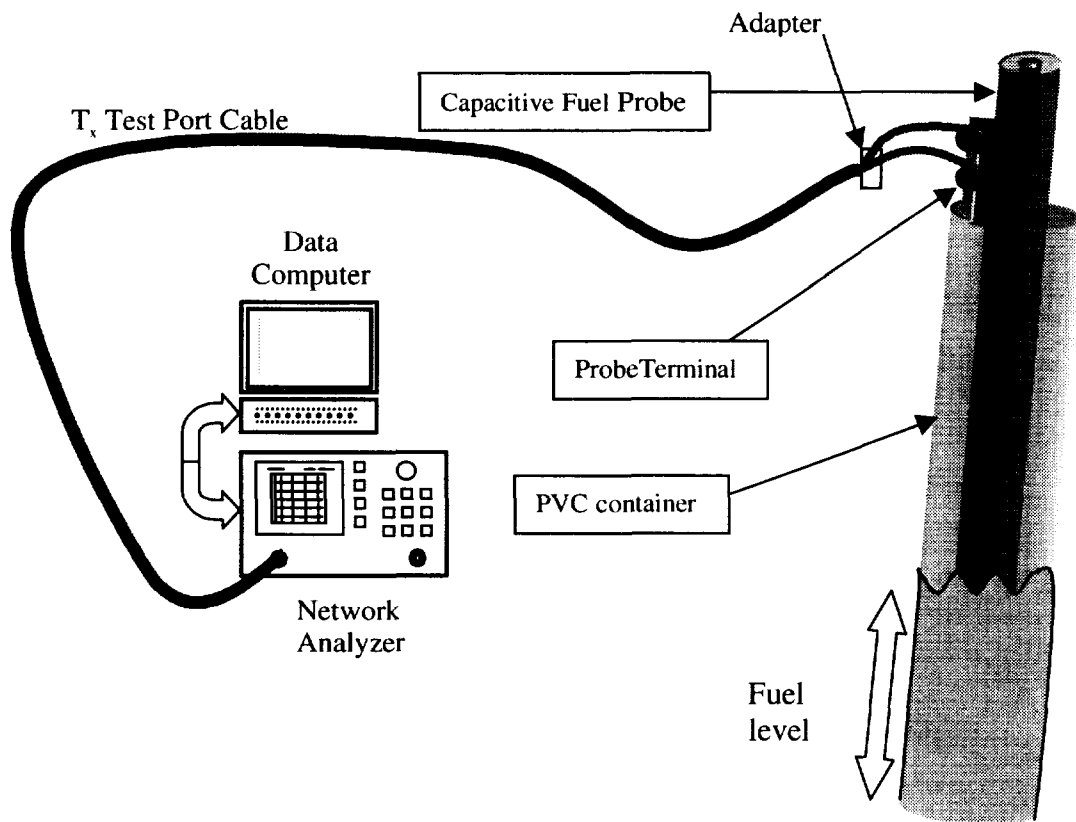 Adapter
Capacitive Fuel Probe
Tx Test Port Cable
Data
Computer
ProbeTerminal
PVC container
Network
Analyzer
Fuel
level